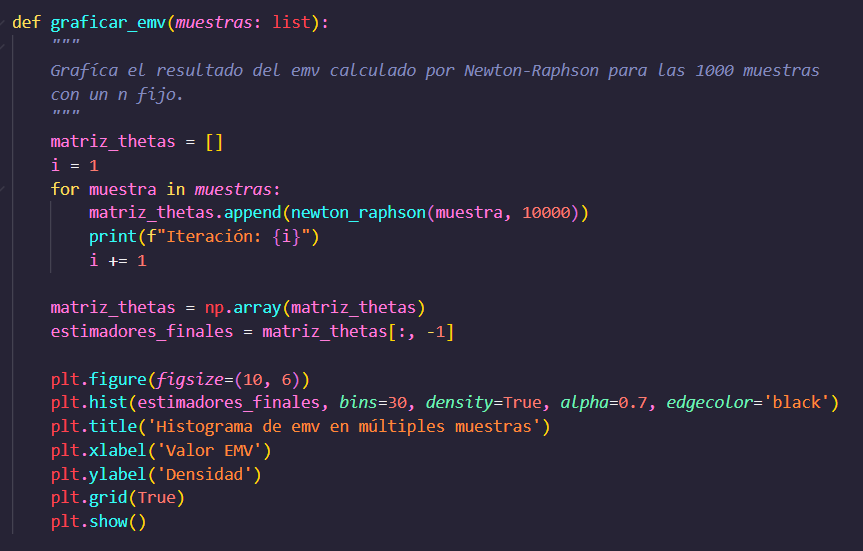 def graficar_emv(muestras: list):
    """
    Grafíca el resultado del emv calculado por Newton-Raphson para las 1000 muestras
    con un n fijo.
    """
    matriz_thetas = []
    i = 1
    for muestra in muestras:
        matriz_thetas.append(newton_raphson(muestra, 10000))
        print(f"Iteración: {i}")
        i += 1

    matriz_thetas = np.array(matriz_thetas)
    estimadores_finales = matriz_thetas[:, -1]

    plt.figure(figsize=(10, 6))
    plt.hist(estimadores_finales, bins=30, density=True, alpha=0.7, edgecolor='black')
    plt.title('Histograma de emv en múltiples muestras')
    plt.xlabel('Valor EMV')
    plt.ylabel('Densidad')
    plt.grid(True)
    plt.show()